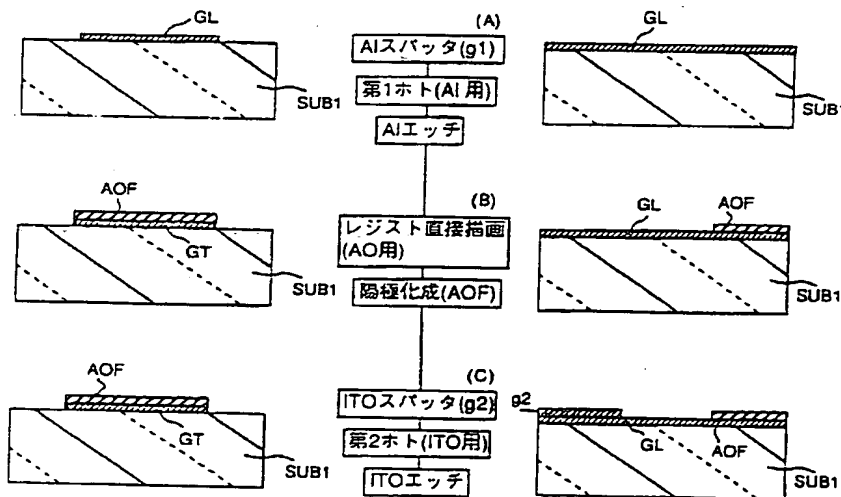 (A)
GL
SUB1
Alスパッタ(g1)
第1ホト(Al用)
Alエッチ
GL
SUB1
(B)
AOF
GT
SUB1
レジスト直接描画
(AO用)
陽極化成(AOF)
GL
AOF
SUB1
(C)
AOF
GT
SUB1
ITOスパッタ(g2)
第2ホト(ITO用)
ITOエッチ
g2
GL
AOF
SUB1